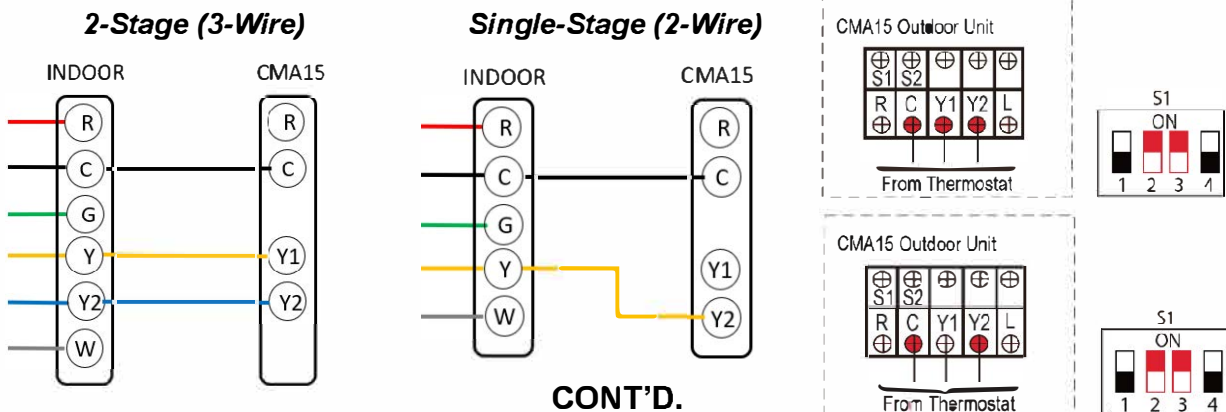 2-Stage (3-Wire)
INDOOR
CMA15
R
R
C
C
G
Y
Y1
Y2
Y2
W
Single-Stage (2-Wire)
INDOOR
CMA15
R
R
C
C
G
Y
Y1
W
Y2
CONT'D.
CMA15 Outdoor Unit
S1 S2
R C Y1 Y2 L
From Thermostat
S1
ON
1 2 3 4
CMA15 Outdoor Unit
S1 S2
R C Y1 Y2 L
From Thermostat
S1
ON
1 2 3 4